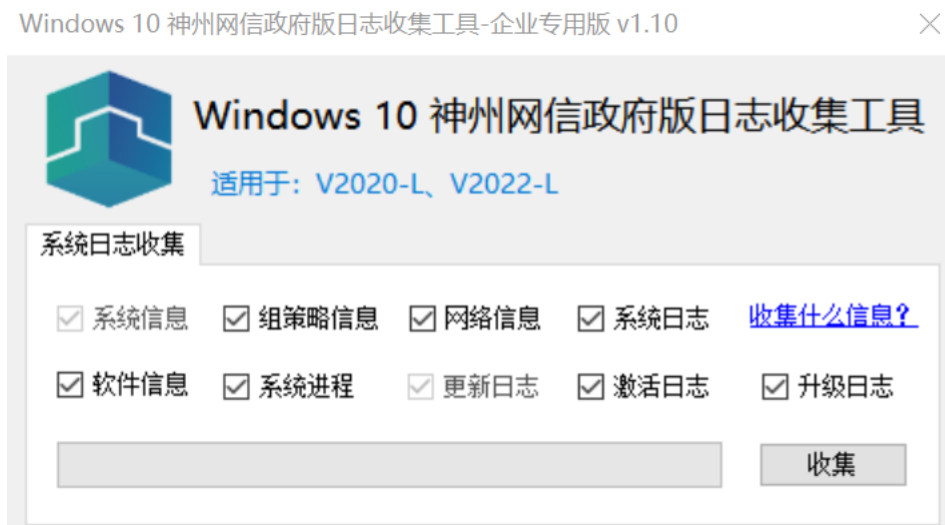 Windows 10 神州网信政府版日志收集工具-企业专用版 v1.10
Windows 10 神州网信政府版日志收集工具
适用于：V2020-L、V2022-L
系统日志收集
系统信息 组策略信息 网络信息 系统日志 收集什么信息？
软件信息 系统进程 更新日志 激活日志 升级日志
收集